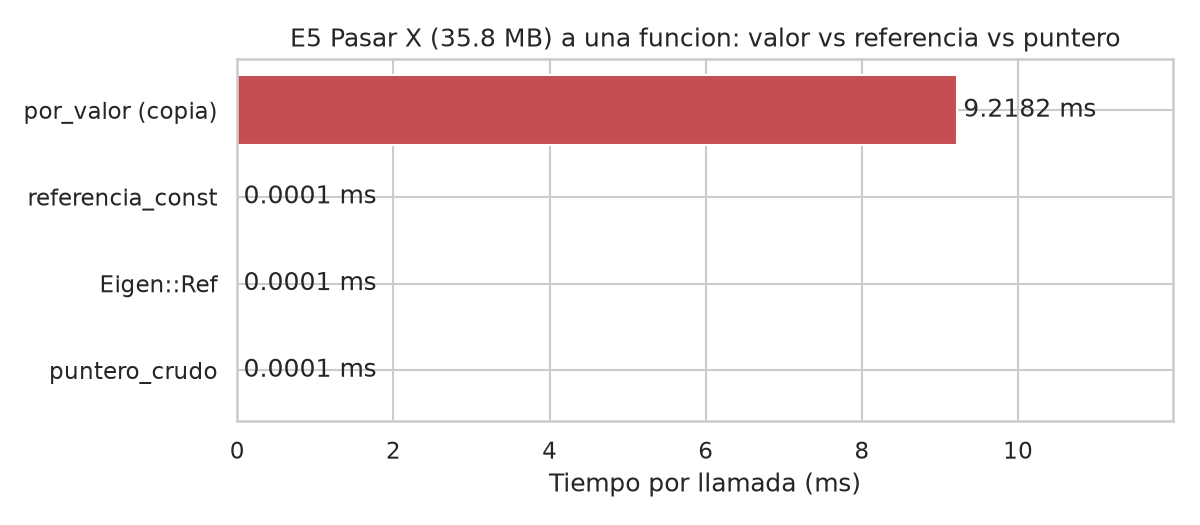 E5 Pasar X (35.8 MB) a una funcion: valor vs referencia vs puntero
por_valor (copia)
9.2182 ms
referencia_const
0.0001 ms
Eigen::Ref
0.0001 ms
puntero_crudo
0.0001 ms
0 2 4 6 8 10
Tiempo por llamada (ms)